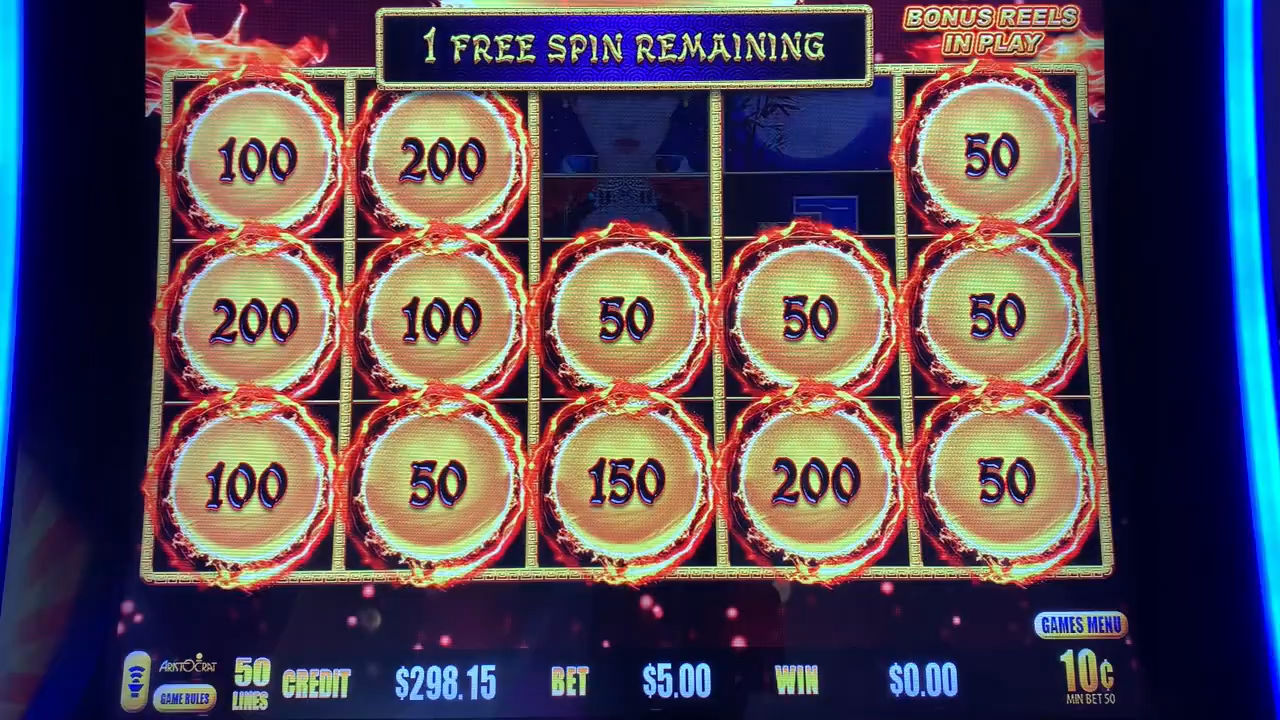 1 FREE SPIN REMAINING
BONUS REELS
IN PLAY
100
200
50
200
100
50
50
50
100
50
150
200
50
GAMES MENU
ARISTOCRAT
GAME RULES
50
LINES
CREDIT
$298.15
BET
$5.00
WIN
$0.00
10¢
MIN BET 50